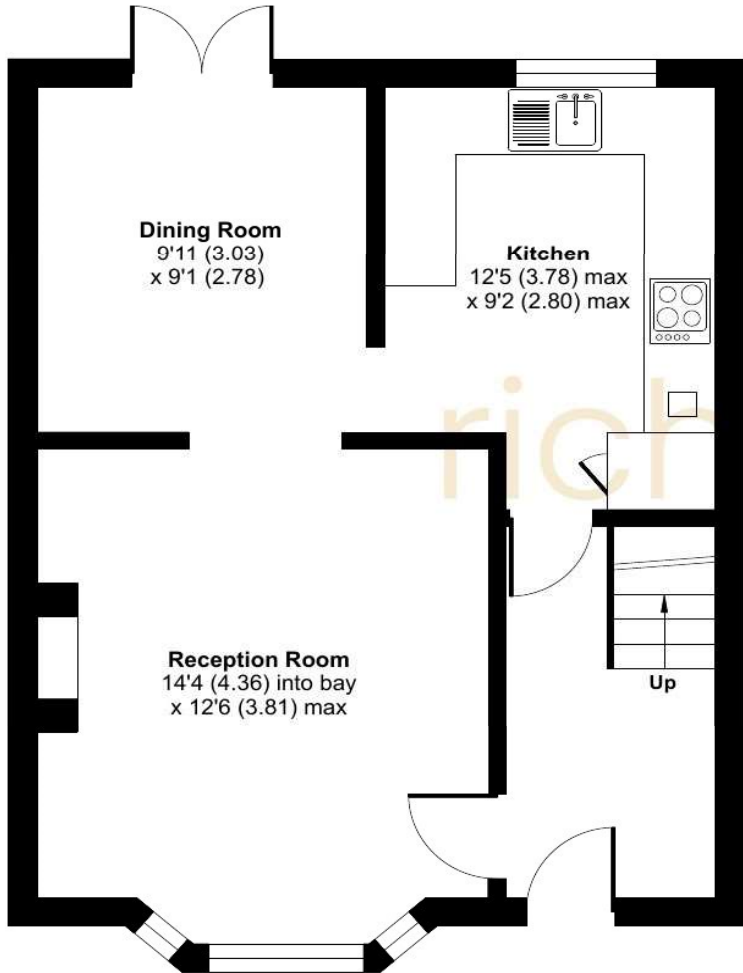 Dining Room
9'11 (3.03)
x 9'1 (2.78)
Kitchen
12'5 (3.78) max
x 9'2 (2.80) max
rich
Reception Room
14'4 (4.36) into bay
x 12'6 (3.81) max
Up